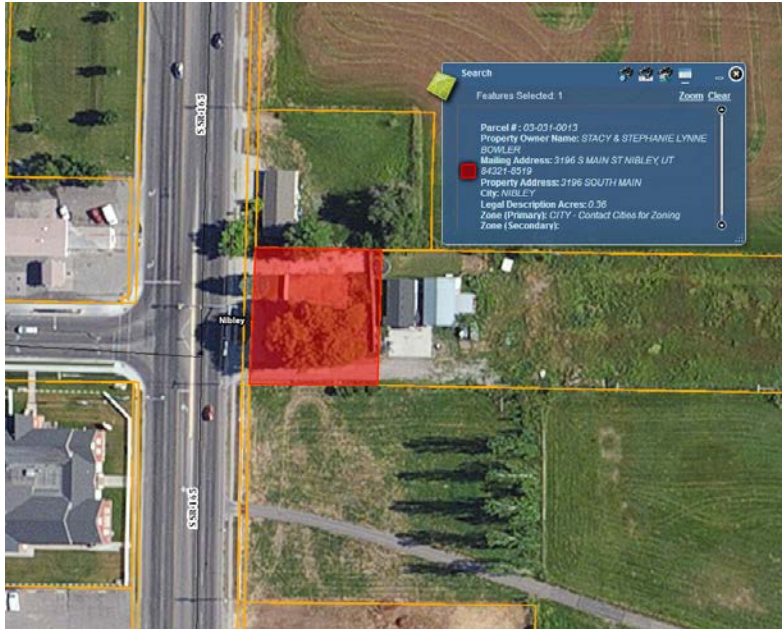 Search
Features Selected: 1
Zoom Clear
Parcel # : 03-031-0013
Property Owner Name: STACY & STEPHANIE LYNNE
BOWLER
Mailing Address: 3196 S MAIN ST NIBLEY, UT
84321-8519
Property Address: 3196 SOUTH MAIN
City: NIBLEY
Legal Description Acres: 0.36
Zone (Primary): CITY - Contact Cities for Zoning
Zone (Secondary):
S SR 165
Nibley
S SR 165